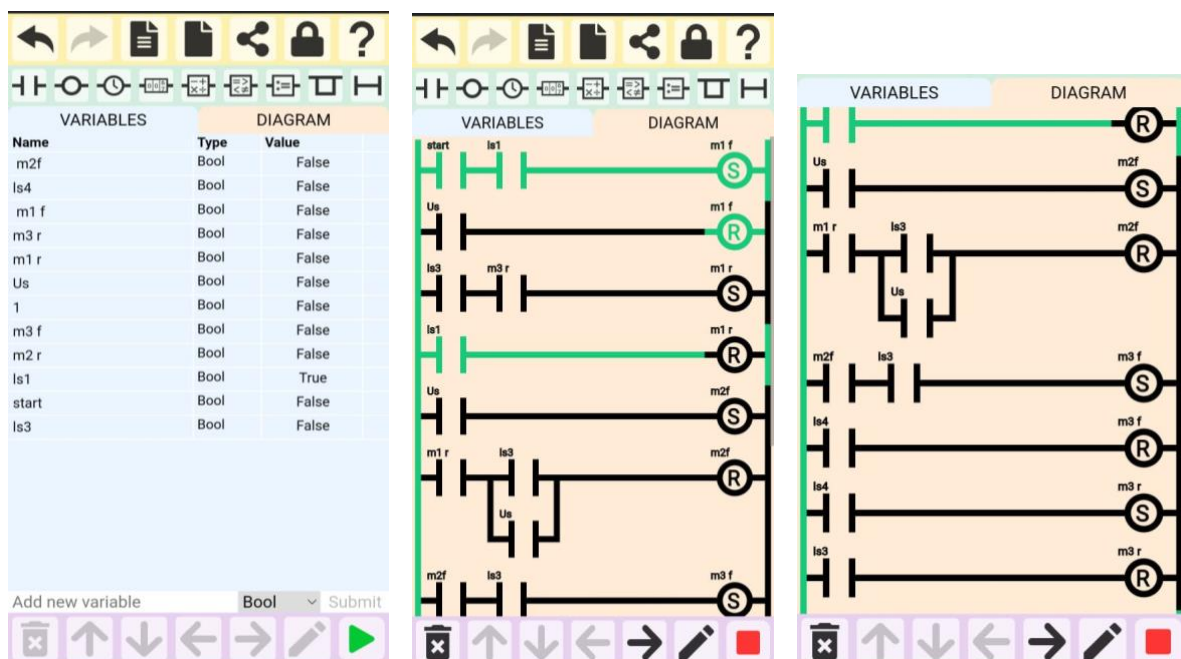 VARIABLES DIAGRAM
Name Type Value
m2f Bool False
ls4 Bool False
m1 f Bool False
m3 r Bool False
m1 r Bool False
Us Bool False
1 Bool False
m3 f Bool False
m2 r Bool False
ls1 Bool True
start Bool False
ls3 Bool False
Add new variable Bool Submit
VARIABLES DIAGRAM
start ls1 m1 f
S
Us m1 f
R
ls3 m3 r m1 r
S
ls1 m1 r
R
Us m2f
S
m1 r ls3 m2f
R
Us
m2f ls3 m3 f
S
VARIABLES DIAGRAM
R
Us m2f
S
m1 r ls3 m2f
R
Us
m2f ls3 m3 f
S
ls4 m3 f
R
ls4 m3 r
S
ls3 m3 r
R